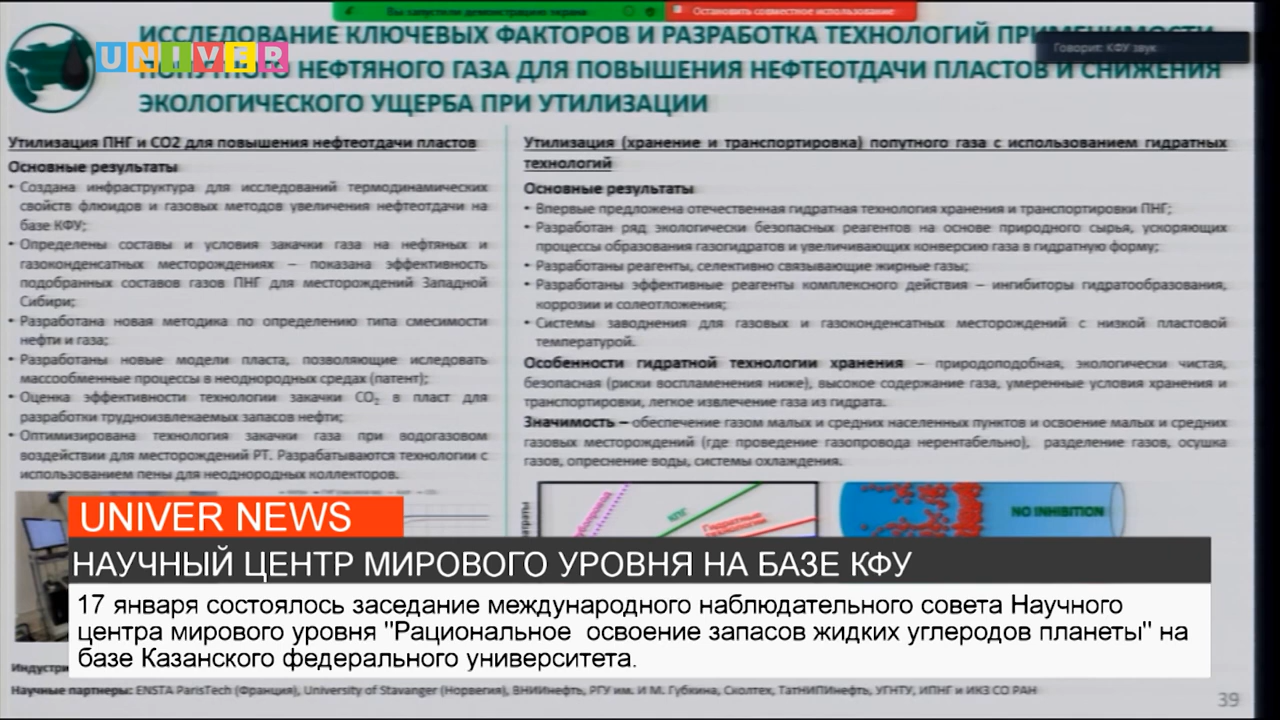 Вы запустили демонстрацию экрана
Остановить совместное использование
UNIVER
Говорит: КФУ звук
ИССЛЕДОВАНИЕ КЛЮЧЕВЫХ ФАКТОРОВ И РАЗРАБОТКА ТЕХНОЛОГИЙ ПРИМЕНИМОСТИ
НЕФТЯНОГО ГАЗА ДЛЯ ПОВЫШЕНИЯ НЕФТЕОТДАЧИ ПЛАСТОВ И СНИЖЕНИЯ
ЭКОЛОГИЧЕСКОГО УЩЕРБА ПРИ УТИЛИЗАЦИИ
Утилизация ПНГ и СО2 для повышения нефтеотдачи пластов
Основные результаты
• Создана инфраструктура для исследований термодинамических
свойств флюидов и газовых методов увеличения нефтеотдачи на
базе КФУ;
• Определены составы и условия закачки газа на нефтяных и
газоконденсатных месторождениях – показана эффективность
подобранных составов газов ПНГ для месторождений Западной
Сибири;
• Разработана новая методика по определению типа смесимости
нефти и газа;
• Разработаны новые модели пласта, позволяющие иследовать
массообменные процессы в неоднородных средах (патент);
• Оценка эффективности технологии закачки CO₂ в пласт для
разработки трудноизвлекаемых запасов нефти;
• Оптимизирована технология закачки газа при водогазовом
воздействии для месторождений РТ. Разрабатываются технологии с
использованием пены для неоднородных коллекторов.
Утилизация (хранение и транспортировка) попутного газа с использованием гидратных
технологий
Основные результаты
• Впервые предложена отечественная гидратная технология хранения и транспортировки ПНГ;
• Разработан ряд экологически безопасных реагентов на основе природного сырья, ускоряющих
процессы образования газогидратов и увеличивающих конверсию газа в гидратную форму;
• Разработаны реагенты, селективно связывающие жирные газы;
• Разработаны эффективные реагенты комплексного действия – ингибиторы гидратообразования,
коррозии и солеотложения;
• Системы заводнения для газовых и газоконденсатных месторождений с низкой пластовой
температурой.
Особенности гидратной технологии хранения – природоподобная, экологически чистая,
безопасная (риски воспламенения ниже), высокое содержание газа, умеренные условия хранения и
транспортировки, легкое извлечение газа из гидрата.
Значимость – обеспечение газом малых и средних населенных пунктов и освоение малых и средних
газовых месторождений (где проведение газопровода нерентабельно), разделение газов, осушка
газов, опреснение воды, системы охлаждения.
КПГ
Гидратные
технологии
NO INHIBITION
UNIVER NEWS
НАУЧНЫЙ ЦЕНТР МИРОВОГО УРОВНЯ НА БАЗЕ КФУ
17 января состоялось заседание международного наблюдательного совета Научного
центра мирового уровня "Рациональное освоение запасов жидких углеродов планеты" на
базе Казанского федерального университета.
Научные партнеры: ENSTA ParisTech (Франция), University of Stavanger (Норвегия), ВНИИнефть, РГУ им. И М. Губкина, Сколтех, ТатНИПИнефть, УГНТУ, ИПНГ и ИКЗ СО РАН
39